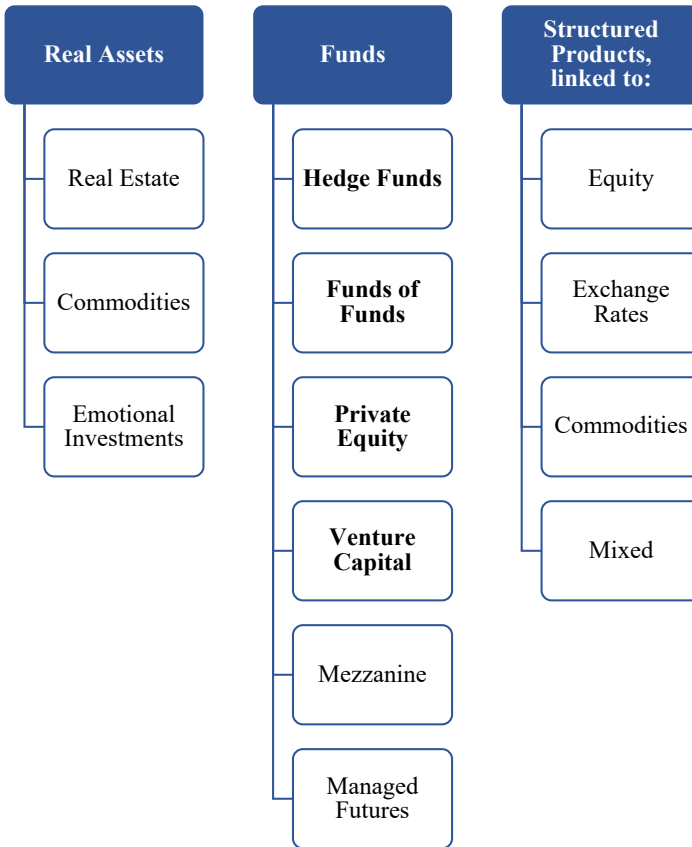 Real Assets
Real Estate
Commodities
Emotional
Investments
Funds
Hedge Funds
Funds of
Funds
Private
Equity
Venture
Capital
Mezzanine
Managed
Futures
Structured
Products,
linked to:
Equity
Exchange
Rates
Commodities
Mixed